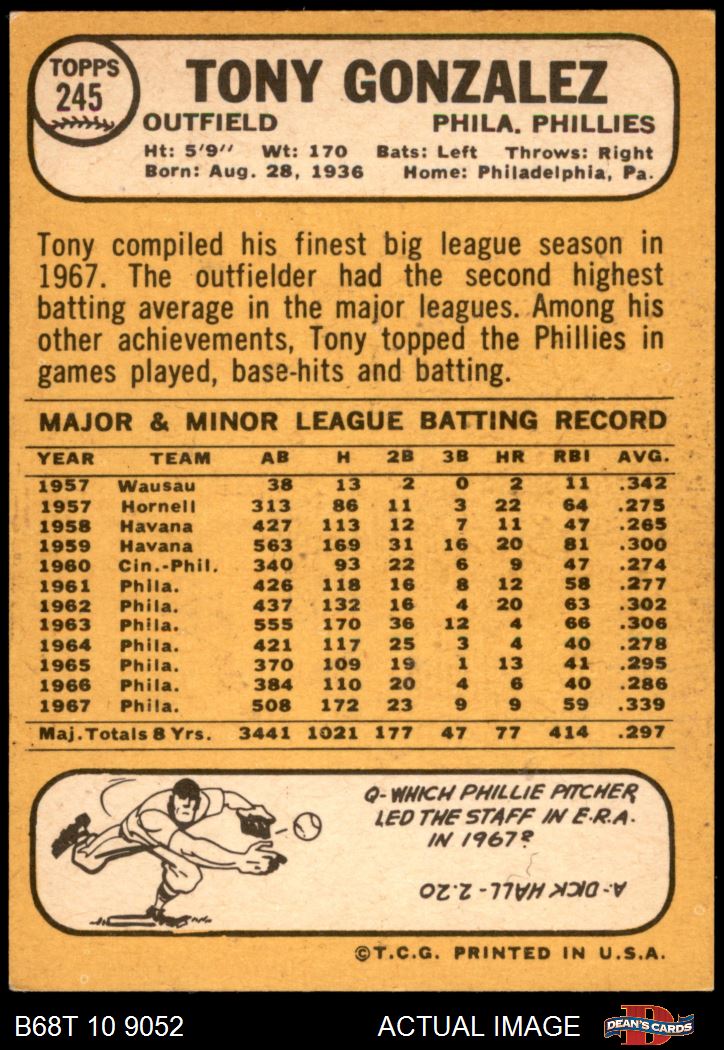 TOPPS
245
TONY GONZALEZ
OUTFIELD PHILA. PHILLIES
Ht: 5'9" Wt: 170 Bats: Left Throws: Right
Born: Aug. 28, 1936 Home: Philadelphia, Pa.
Tony compiled his finest big league season in
1967. The outfielder had the second highest
batting average in the major leagues. Among his
other achievements, Tony topped the Phillies in
games played, base-hits and batting.
MAJOR & MINOR LEAGUE BATTING RECORD
YEAR TEAM AB H 2B 3B HR RBI AVG.
1957 Wausau 38 13 2 0 2 11 .342
1957 Hornell 313 86 11 3 22 64 .275
1958 Havana 427 113 12 7 11 47 .265
1959 Havana 563 169 31 16 20 81 .300
1960 Cin.-Phil. 340 93 22 6 9 47 .274
1961 Phila. 426 118 16 8 12 58 .277
1962 Phila. 437 132 16 4 20 63 .302
1963 Phila. 555 170 36 12 4 66 .306
1964 Phila. 421 117 25 3 4 40 .278
1965 Phila. 370 109 19 1 13 41 .295
1966 Phila. 384 110 20 4 6 40 .286
1967 Phila. 508 172 23 9 9 59 .339
Maj. Totals 8 Yrs. 3441 1021 177 47 77 414 .297
Q- WHICH PHILLIE PITCHER
LED THE STAFF IN E.R.A.
IN 1967?
A- DICK HALL - 2.20
©T.C.G. PRINTED IN U.S.A.
B68T 10 9052 ACTUAL IMAGE D DEAN'S CARDS